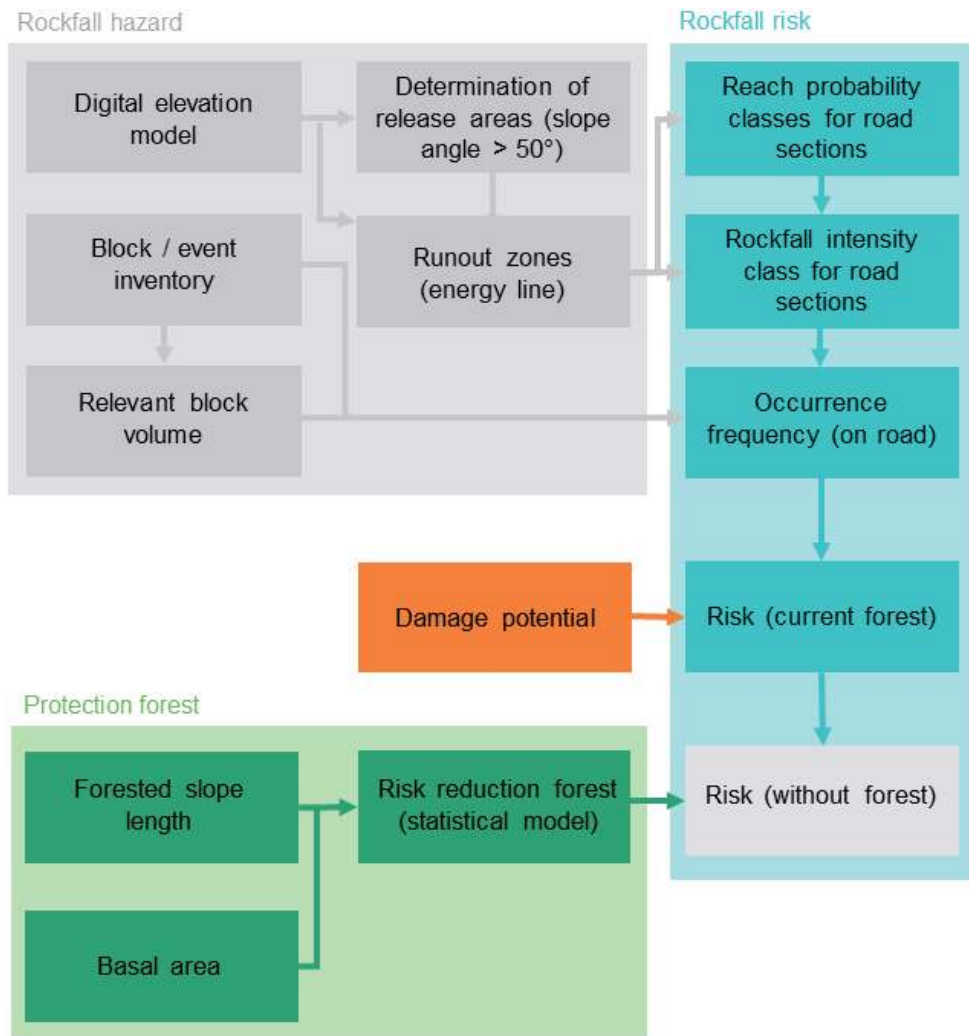 Rockfall hazard
Rockfall risk
Digital elevation
model
Determination of
release areas (slope
angle > 50°)
Reach probability
classes for road
sections
Block / event
inventory
Runout zones
(energy line)
Rockfall intensity
class for road
sections
Relevant block
volume
Occurrence
frequency (on road)
Damage potential
Risk (current forest)
Protection forest
Forested slope
length
Risk reduction forest
(statistical model)
Risk (without forest)
Basal area